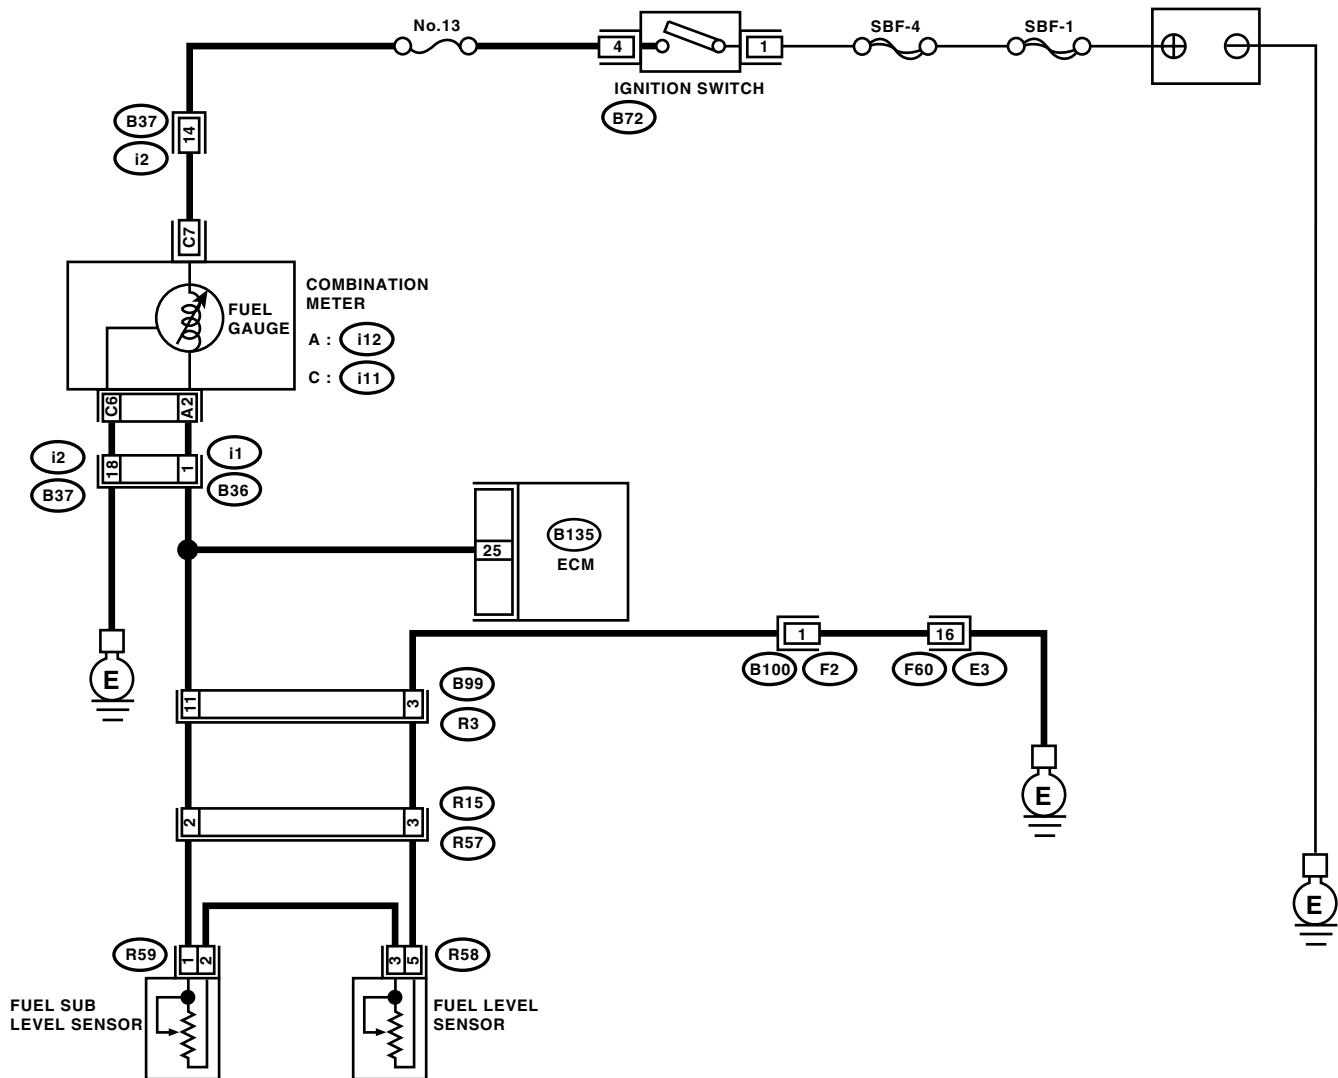 No.13
SBF-4
SBF-1
4
1
IGNITION SWITCH
B72
B37
14
i2
C7
COMBINATION
METER
FUEL
GAUGE
A : i12
C : i11
C6
A2
i2
18
1
i1
B37
B36
25
B135
ECM
E
1
16
B100
F2
F60
E3
11
3
B99
R3
E
2
3
R15
R57
E
R59
1
2
3
5
R58
FUEL SUB
LEVEL SENSOR
FUEL LEVEL
SENSOR